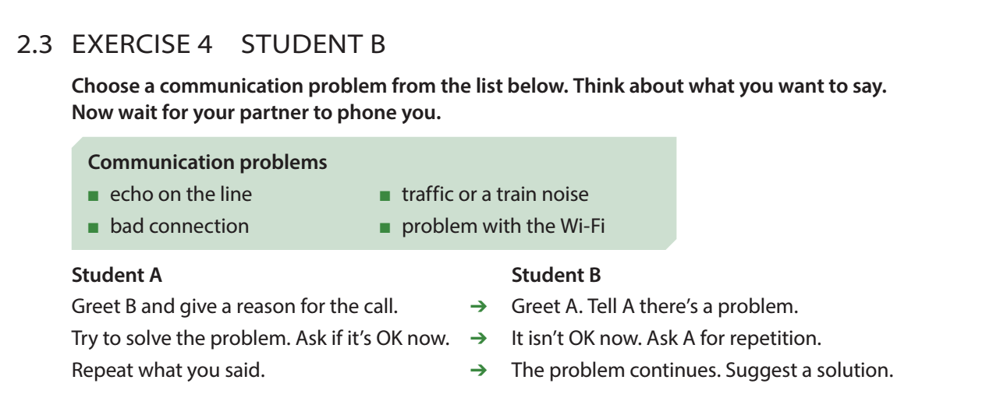 2.3 EXERCISE 4 STUDENT B
Choose a communication problem from the list below. Think about what you want to say.
Now wait for your partner to phone you.
Communication problems
■ echo on the line ■ traffic or a train noise
■ bad connection ■ problem with the Wi-Fi
Student A Student B
Greet B and give a reason for the call. ➔ Greet A. Tell A there’s a problem.
Try to solve the problem. Ask if it’s OK now. ➔ It isn’t OK now. Ask A for repetition.
Repeat what you said. ➔ The problem continues. Suggest a solution.